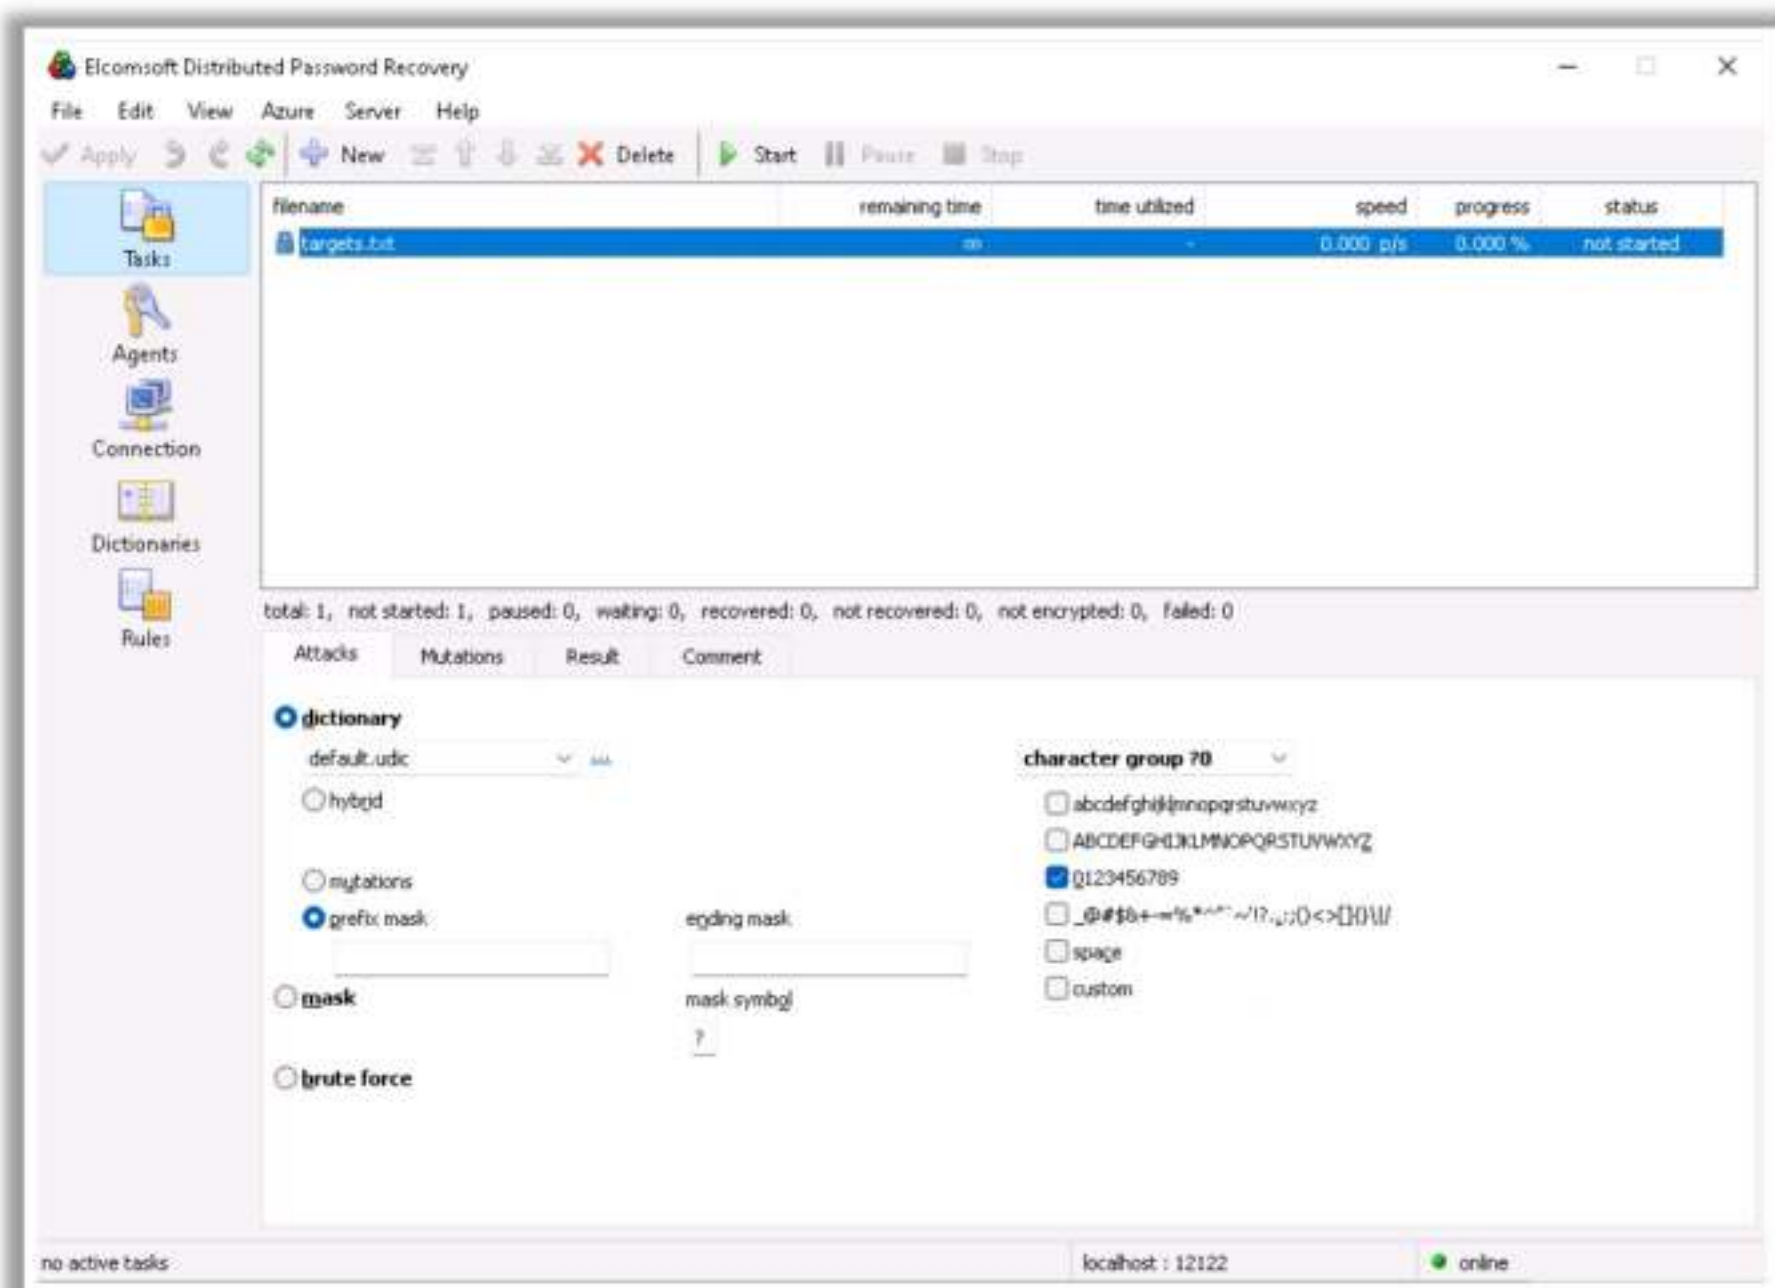 Elcomsoft Distributed Password Recovery
File Edit View Azure Server Help
Apply New Delete Start Pause Stop
Tasks
Agents
Connection
Dictionaries
Rules
filename remaining time time utilized speed progress status
targets.txt ∞ - 0.000 p/s 0.000 % not started
total: 1, not started: 1, paused: 0, waiting: 0, recovered: 0, not recovered: 0, not encrypted: 0, failed: 0
Attacks Mutations Result Comment
dictionary
default.udic ... character group ?0
hybrid abcdefghijklmnopqrstuvwxyz
ABCDEFGHIJKLMNOPQRSTUVWXYZ
mutations 0123456789
prefix mask ending mask
space
mask mask symbol custom
?
brute force
no active tasks localhost : 12122 online